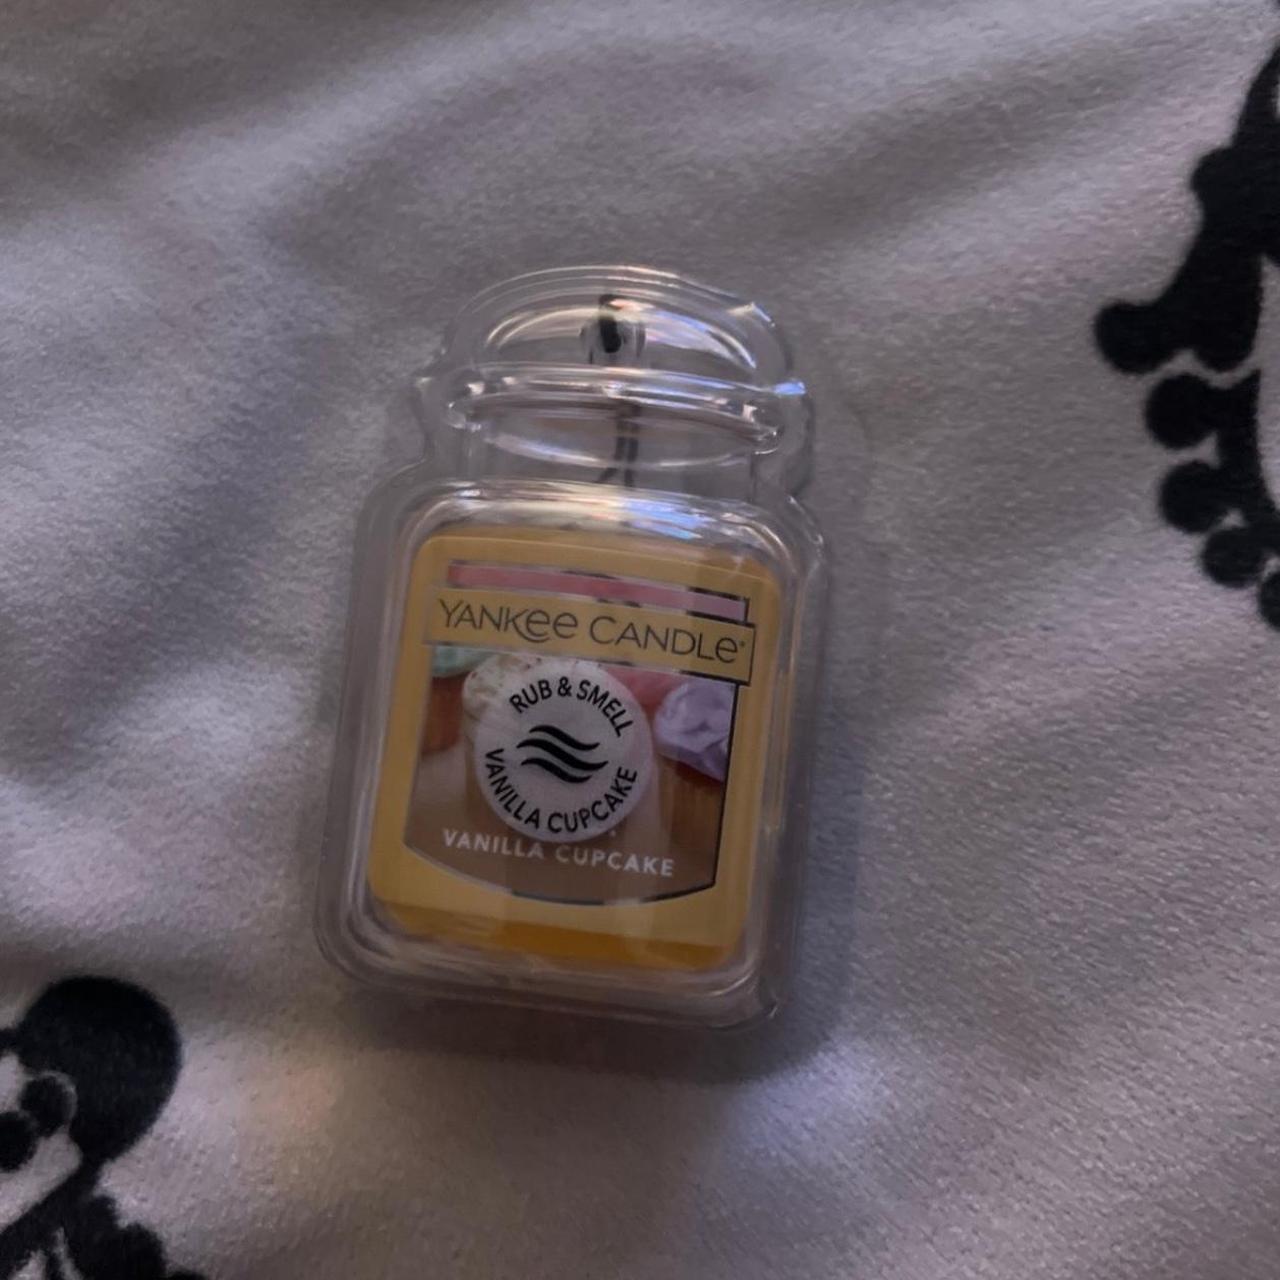 YANKee CANDLe®
RUB & SMELL
VANILLA CUPCAKE
VANILLA CUPCAKE